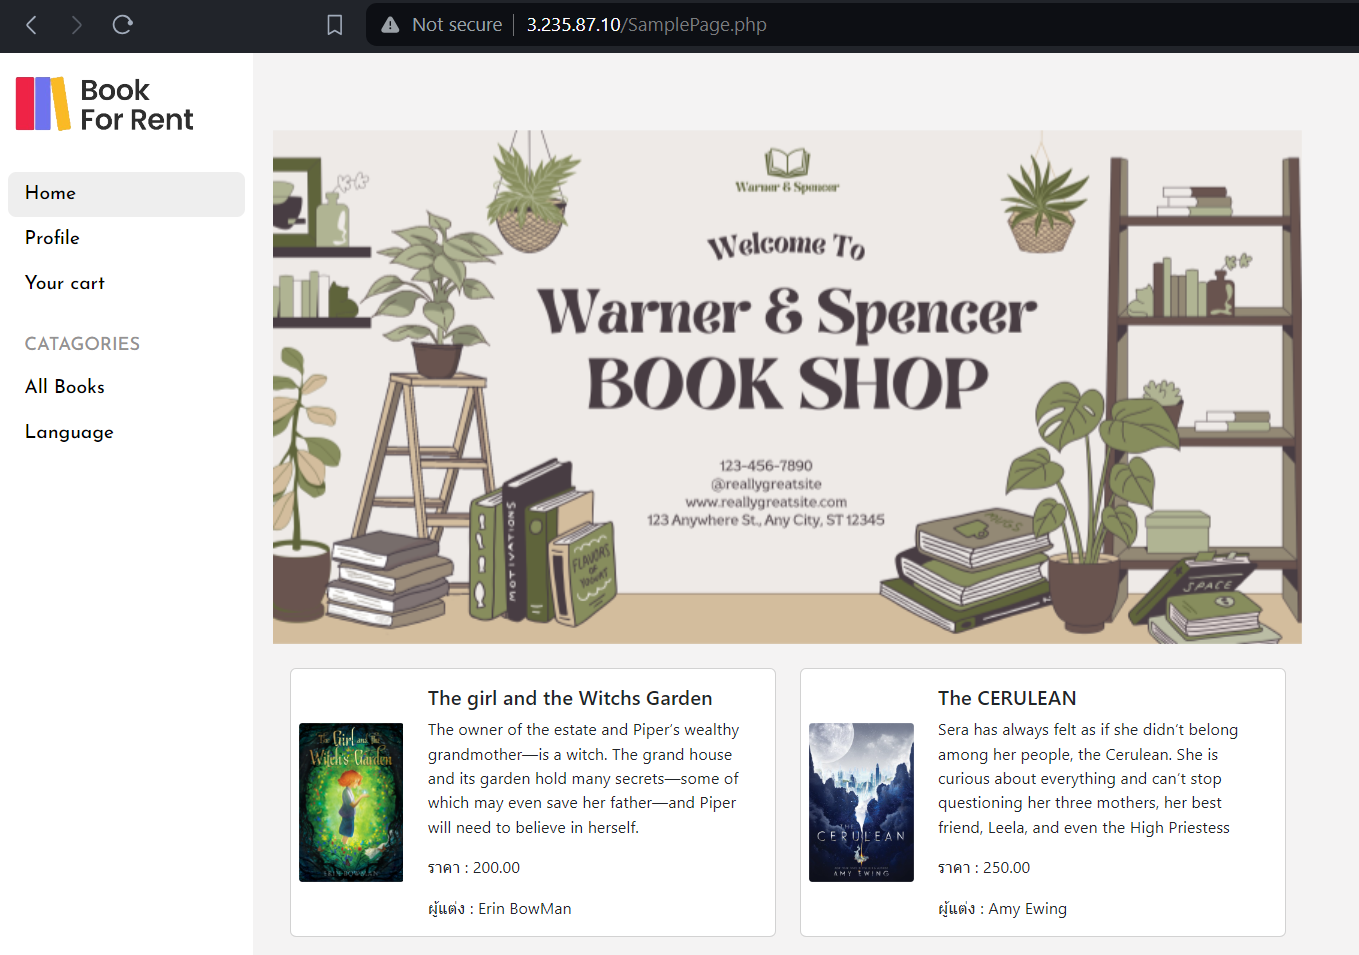 Not secure
3.235.87.10/SamplePage.php
Book
For Rent
Home
Profile
Your cart
CATAGORIES
All Books
Language
Warner & Spencer
Welcome To
Warner & Spencer
BOOK SHOP
123-456-7890
@reallygreatsite
www.reallygreatsite.com
123 Anywhere St., Any City, ST 12345
MOTIVATIONS
FLAVORS
OF
YOGURT
MUGS
SPACE
The girl and the Witchs Garden
The owner of the estate and Piper’s wealthy
grandmother—is a witch. The grand house
and its garden hold many secrets—some of
which may even save her father—and Piper
will need to believe in herself.
ราคา : 200.00
ผู้แต่ง : Erin BowMan
The Girl and the
Witch's Garden
ERIN BOWMAN
The CERULEAN
Sera has always felt as if she didn’t belong
among her people, the Cerulean. She is
curious about everything and can’t stop
questioning her three mothers, her best
friend, Leela, and even the High Priestess
ราคา : 250.00
ผู้แต่ง : Amy Ewing
THE
CERULEAN
AMY EWING